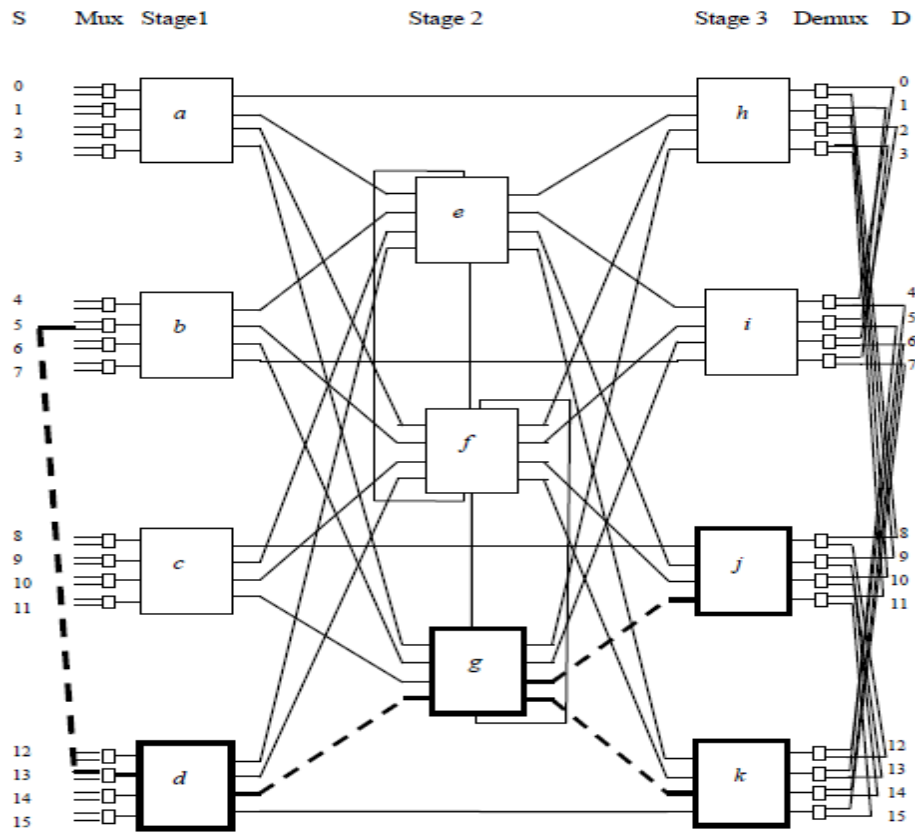 S Mux Stage1 Stage 2 Stage 3 Demux D
0 a h 0
1 1
2 2
3 3
e
4 b i 4
5 5
6 6
7 7
f
8 c j 8
9 9
10 10
11 11
g
12 d k 12
13 13
14 14
15 15